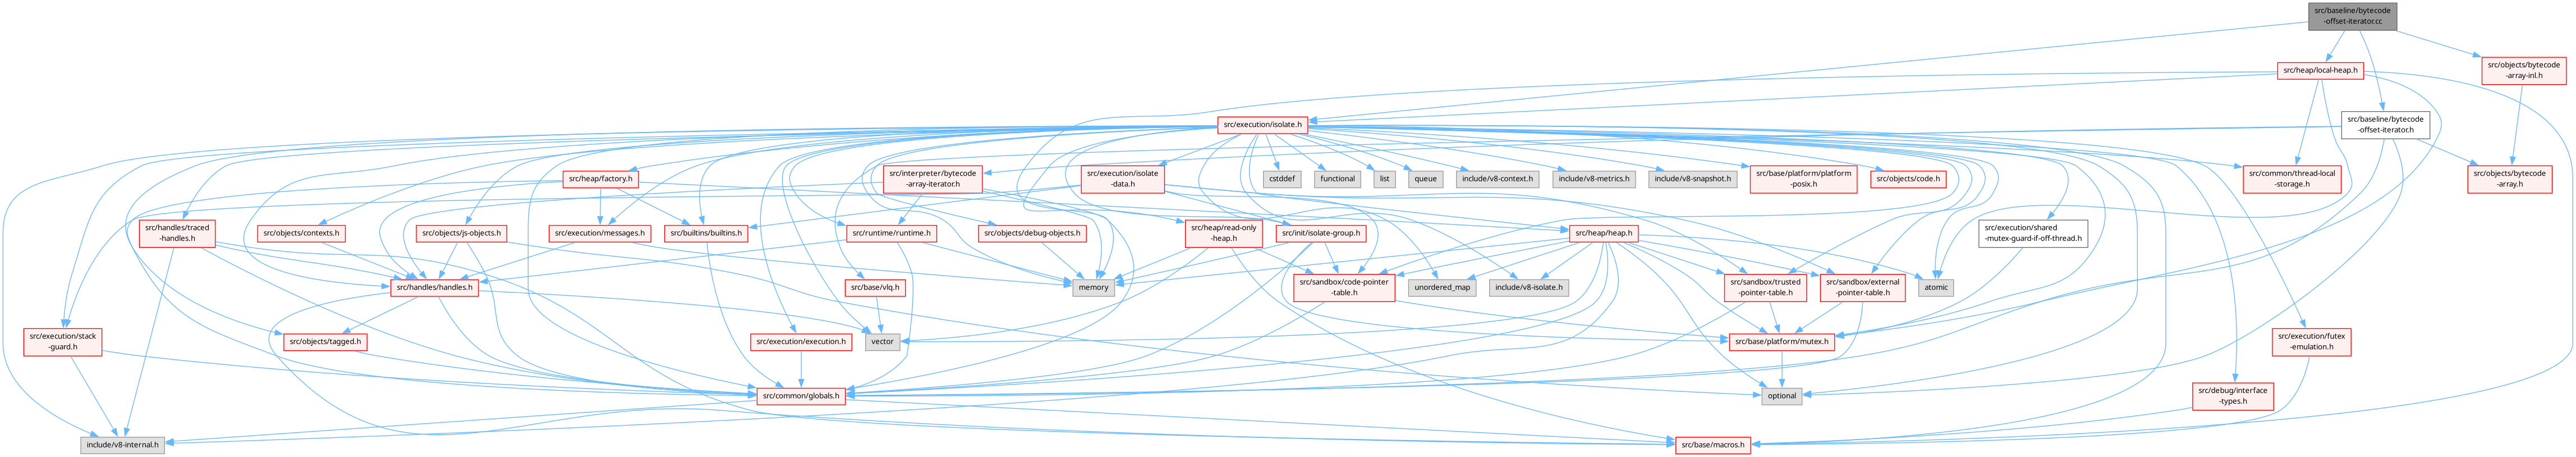 src/baseline/bytecode
-offset-iterator.cc
src/heap/local-heap.h
src/objects/bytecode
-array-inl.h
src/execution/isolate.h
src/baseline/bytecode
-offset-iterator.h
src/heap/factory.h
src/interpreter/bytecode
-array-iterator.h
src/execution/isolate
-data.h
cstddef
functional
list
queue
include/v8-context.h
include/v8-metrics.h
include/v8-snapshot.h
src/base/platform/platform
-posix.h
src/objects/code.h
src/common/thread-local
-storage.h
src/objects/bytecode
-array.h
src/handles/traced
-handles.h
src/objects/contexts.h
src/objects/js-objects.h
src/execution/messages.h
src/builtins/builtins.h
src/runtime/runtime.h
src/objects/debug-objects.h
src/heap/read-only
-heap.h
src/init/isolate-group.h
src/heap/heap.h
src/execution/shared
-mutex-guard-if-off-thread.h
src/handles/handles.h
src/base/vlq.h
memory
src/sandbox/code-pointer
-table.h
unordered_map
include/v8-isolate.h
src/sandbox/trusted
-pointer-table.h
src/sandbox/external
-pointer-table.h
atomic
src/execution/stack
-guard.h
src/objects/tagged.h
src/execution/execution.h
vector
src/base/platform/mutex.h
src/execution/futex
-emulation.h
src/common/globals.h
optional
src/debug/interface
-types.h
include/v8-internal.h
src/base/macros.h